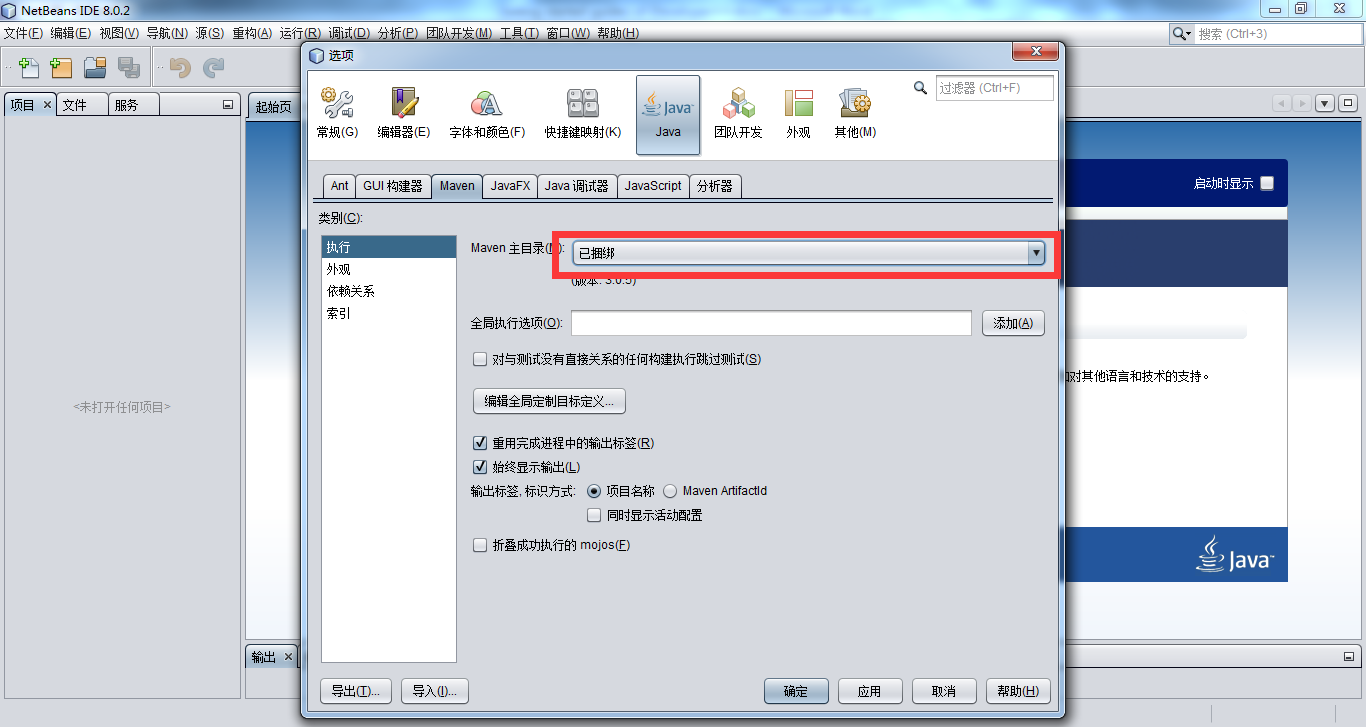 NetBeans IDE 8.0.2
文件(F) 编辑(E) 视图(V) 导航(N) 源(S) 重构(A) 运行(R) 调试(D) 分析(P) 团队开发(M) 工具(T) 窗口(W) 帮助(H)
搜索 (Ctrl+3)
项目 文件 服务
起始页
<未打开任何项目>
选项
过滤器 (Ctrl+F)
常规(G) 编辑器(E) 字体和颜色(F) 快捷键映射(K) Java 团队开发 外观 其他(M)
Ant GUI 构建器 Maven JavaFX Java 调试器 JavaScript 分析器
类别(C):
执行
外观
依赖关系
索引
Maven 主目录( ):
已捆绑
(版本: 3.0.5)
全局执行选项(O):
添加(A)
对与测试没有直接关系的任何构建执行跳过测试(S)
编辑全局定制目标定义...
重用完成进程中的输出标签(R)
始终显示输出(L)
输出标签, 标识方式: 项目名称 Maven ArtifactId
同时显示活动配置
折叠成功执行的 mojos(F)
导出(T)... 导入(I)... 确定 应用 取消 帮助(H)
启动时显示
对其他语言和技术的支持。
Java
输出